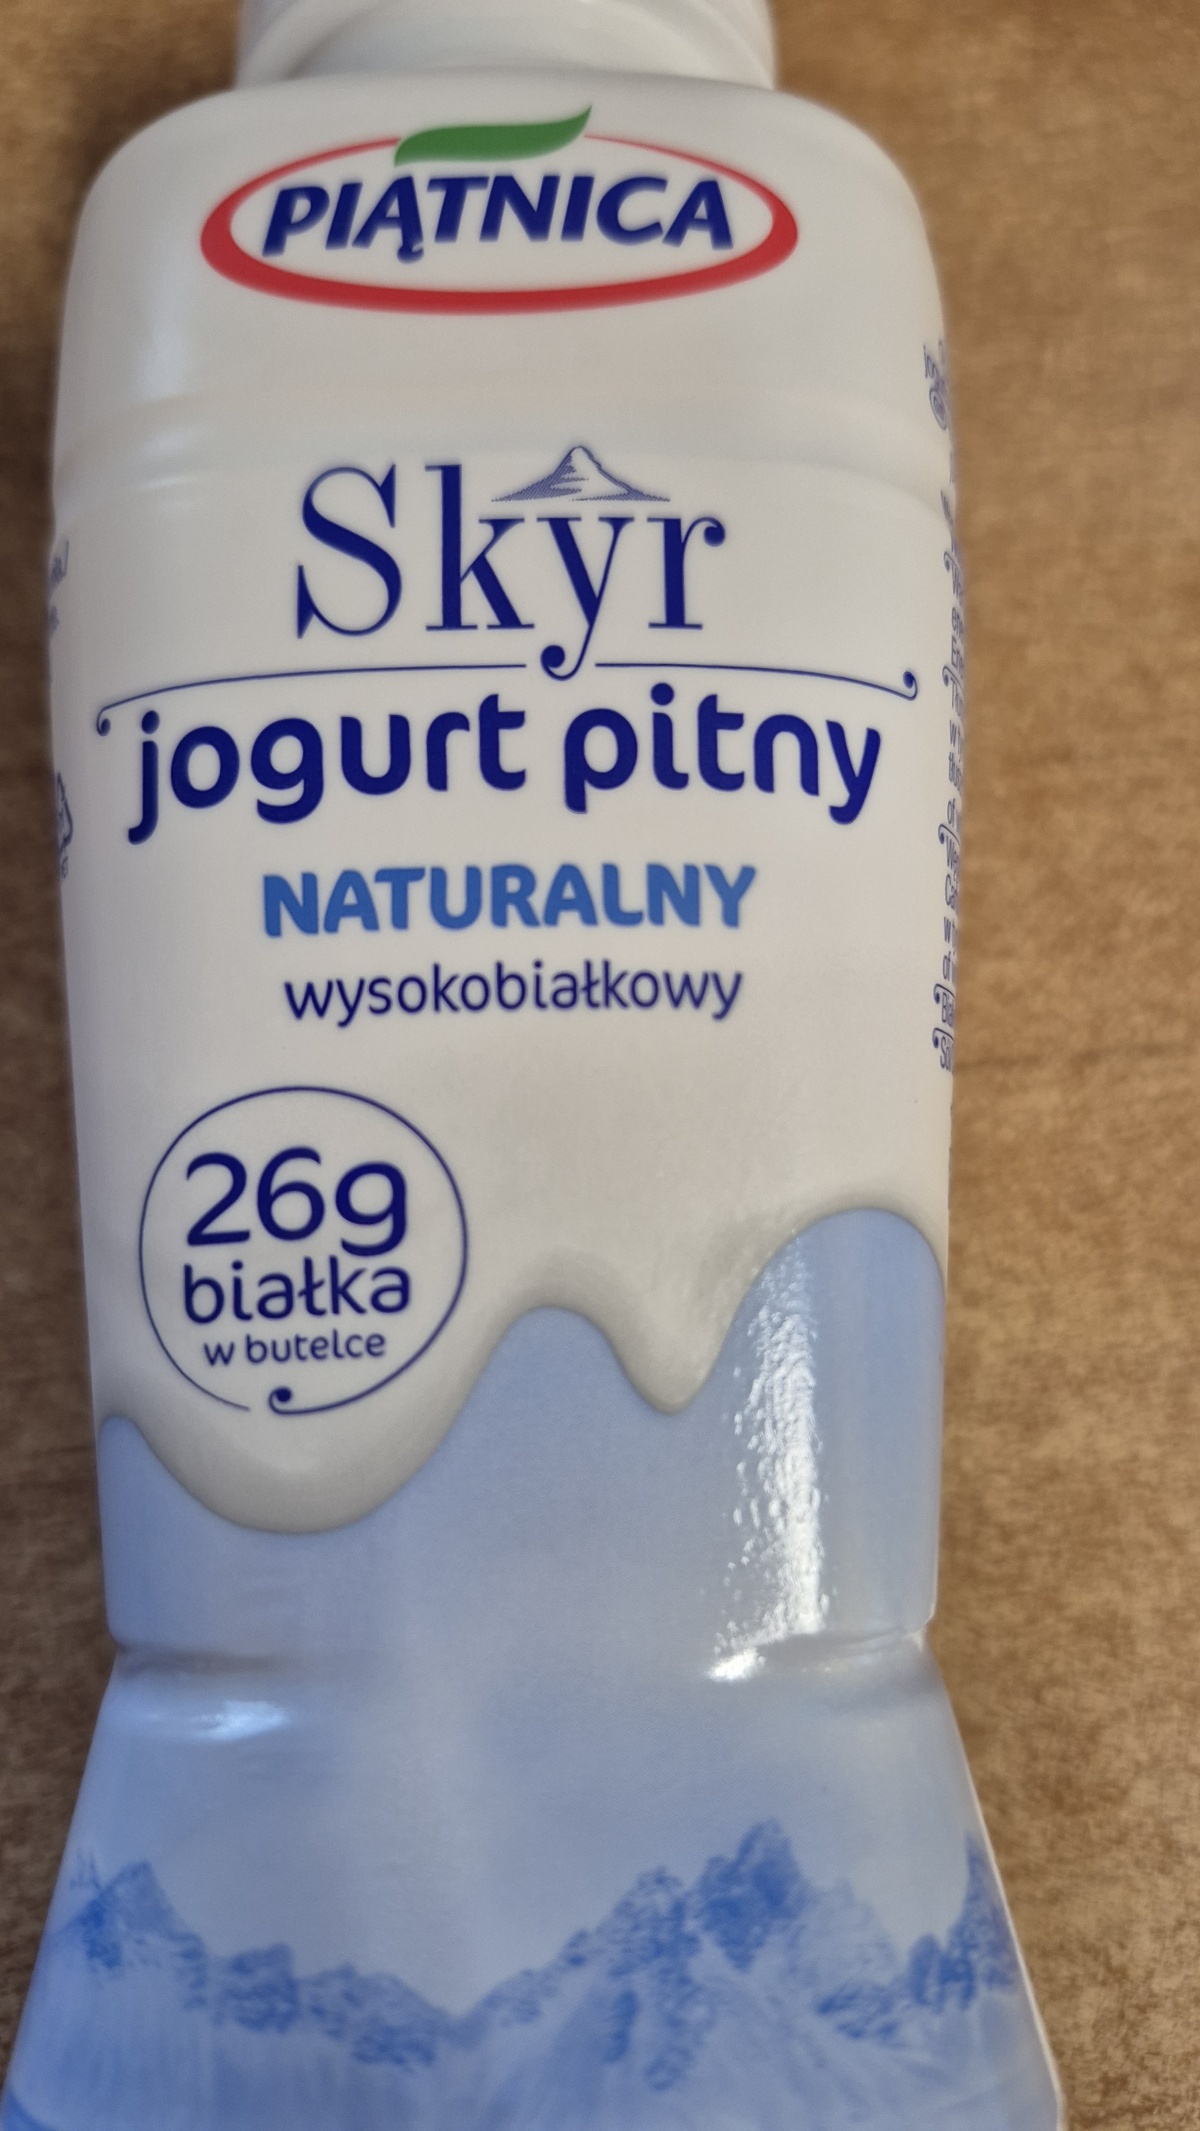 PIĄTNICA
Skyr
jogurt pitny
NATURALNY
wysokobiałkowy
26g
białka
w butelce